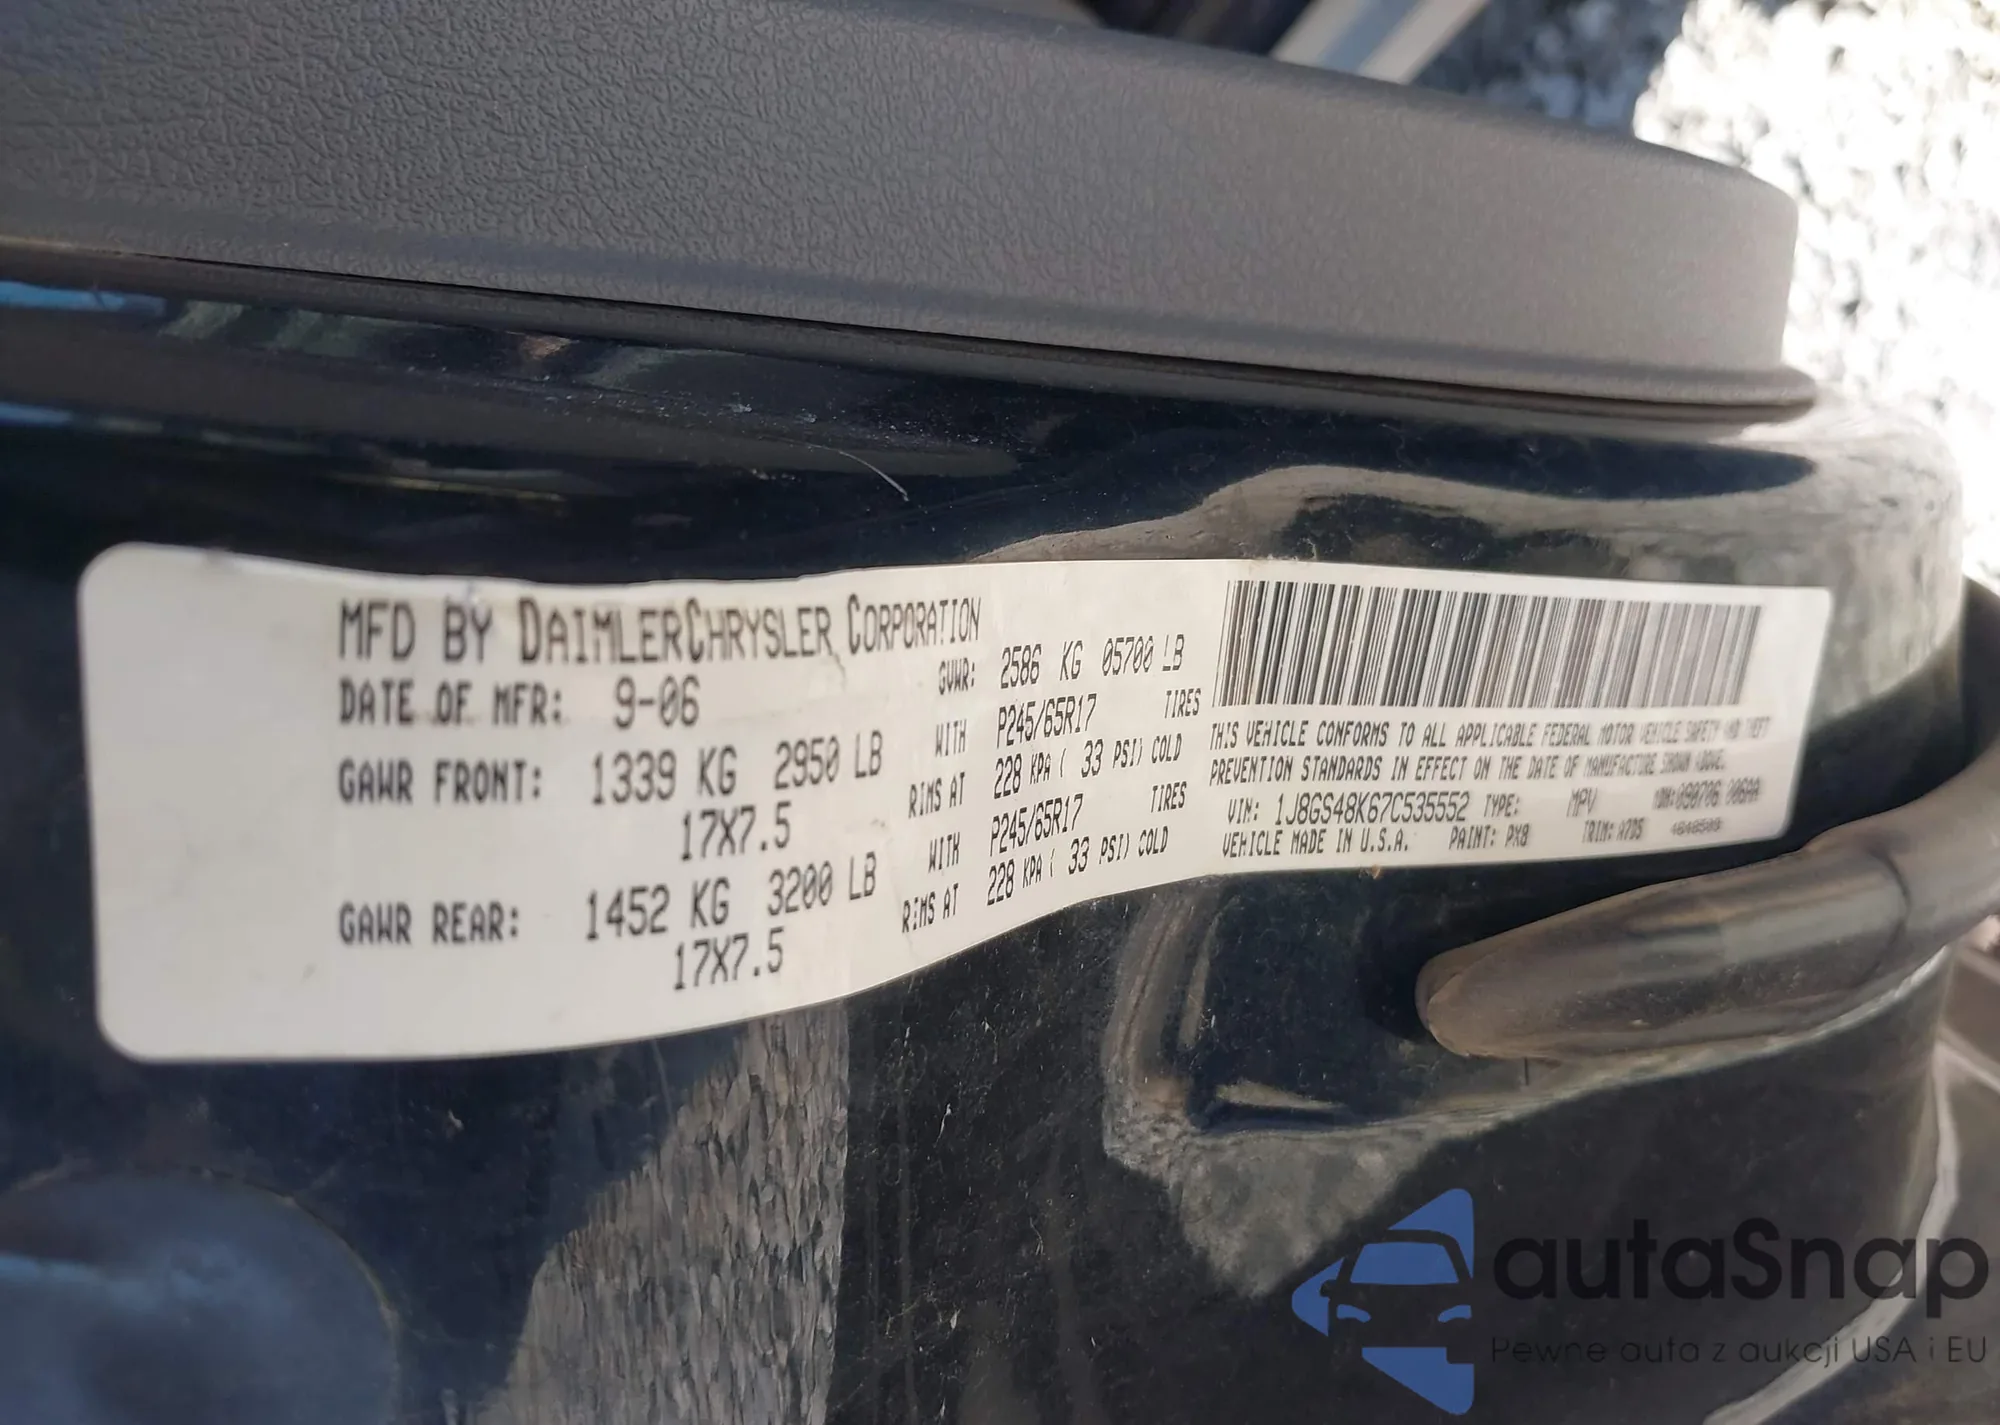 MFD BY DAIMLERCHRYSLER CORPORATION
DATE OF MFR: 9-06 GVWR: 2586 KG 05700 LB
GAWR FRONT: 1339 KG 2950 LB WITH P245/65R17 TIRES
17X7.5 RIMS AT 228 KPA ( 33 PSI) COLD
GAWR REAR: 1452 KG 3200 LB WITH P245/65R17 TIRES
17X7.5 RIMS AT 228 KPA ( 33 PSI) COLD
THIS VEHICLE CONFORMS TO ALL APPLICABLE FEDERAL MOTOR VEHICLE SAFETY AND THEFT
PREVENTION STANDARDS IN EFFECT ON THE DATE OF MANUFACTURE SHOWN ABOVE.
VIN: 1J8GS48K67C535552 TYPE: MPV
VEHICLE MADE IN U.S.A. PAINT: PX8 TRIM: A7D5
autaSnap
Pewne auta z aukcji USA i EU